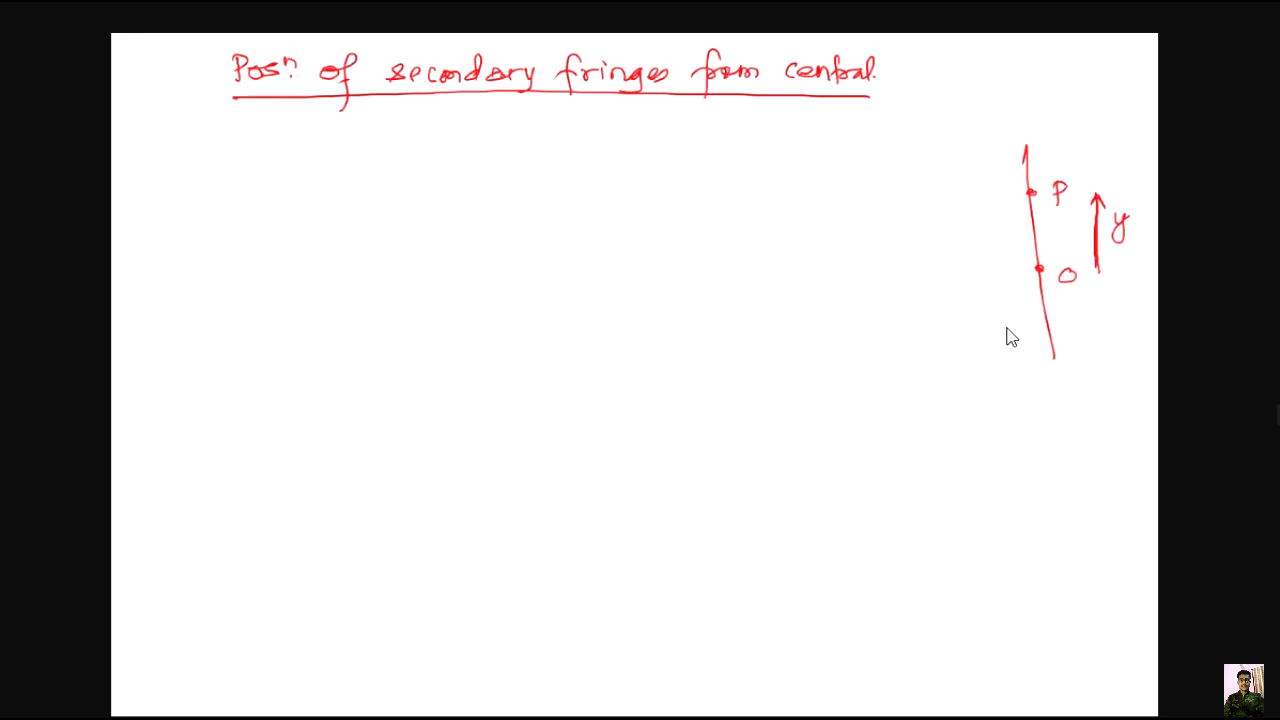 Posn. of secondary fringes from central.
P
y
O